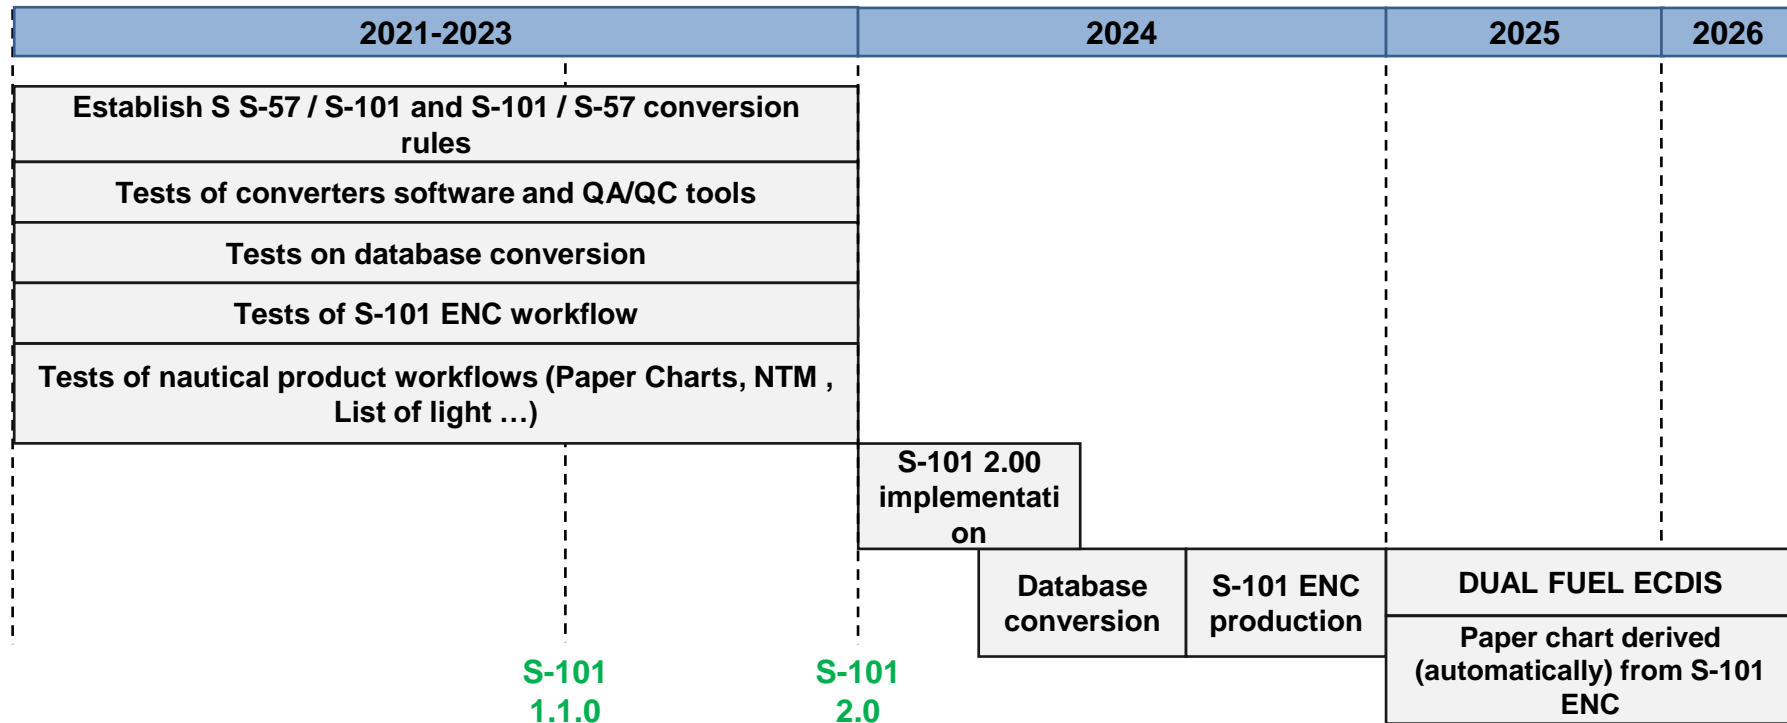 2021-2023
2024
2025
2026
Establish S S-57 / S-101 and S-101 / S-57 conversion
rules
Tests of converters software and QA/QC tools
Tests on database conversion
Tests of S-101 ENC workflow
Tests of nautical product workflows (Paper Charts, NTM ,
List of light …)
S-101 2.00
implementati
on
Database
conversion
S-101 ENC
production
DUAL FUEL ECDIS
Paper chart derived
(automatically) from S-101
ENC
S-101
1.1.0
S-101
2.0